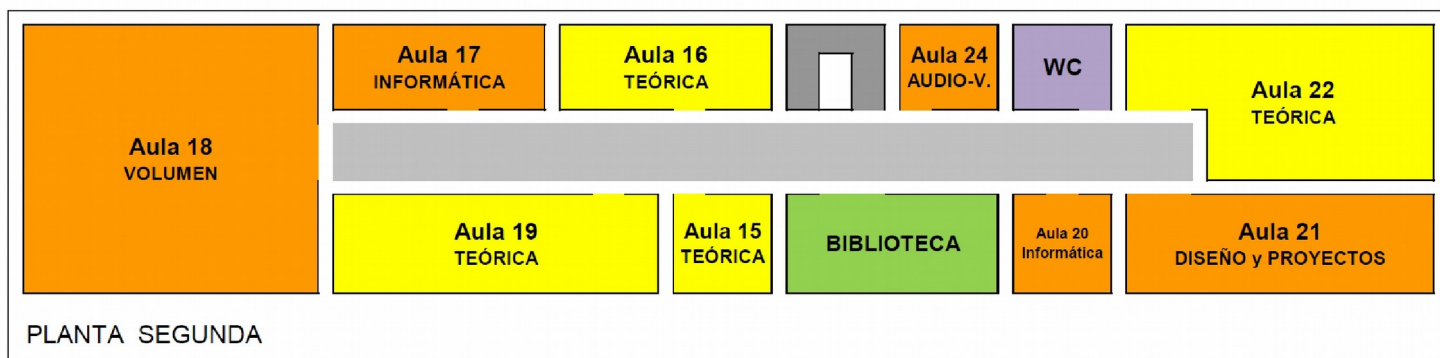 Aula 17
INFORMÁTICA
Aula 16
TEÓRICA
Aula 24
AUDIO-V.
WC
Aula 22
TEÓRICA
Aula 18
VOLUMEN
Aula 19
TEÓRICA
Aula 15
TEÓRICA
BIBLIOTECA
Aula 20
Informática
Aula 21
DISEÑO y PROYECTOS
PLANTA SEGUNDA